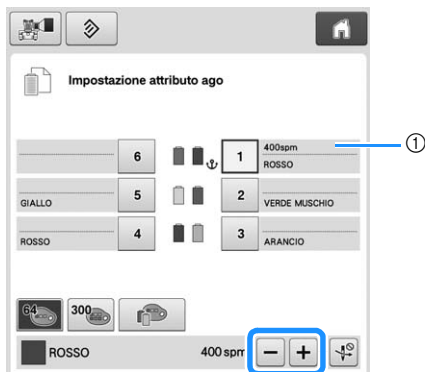 Impostazione attributo ago
6
1
400spm
ROSSO
①
GIALLO
5
2
VERDE MUSCHIO
ROSSO
4
3
ARANCIO
64
300
ROSSO
400 spm
− +